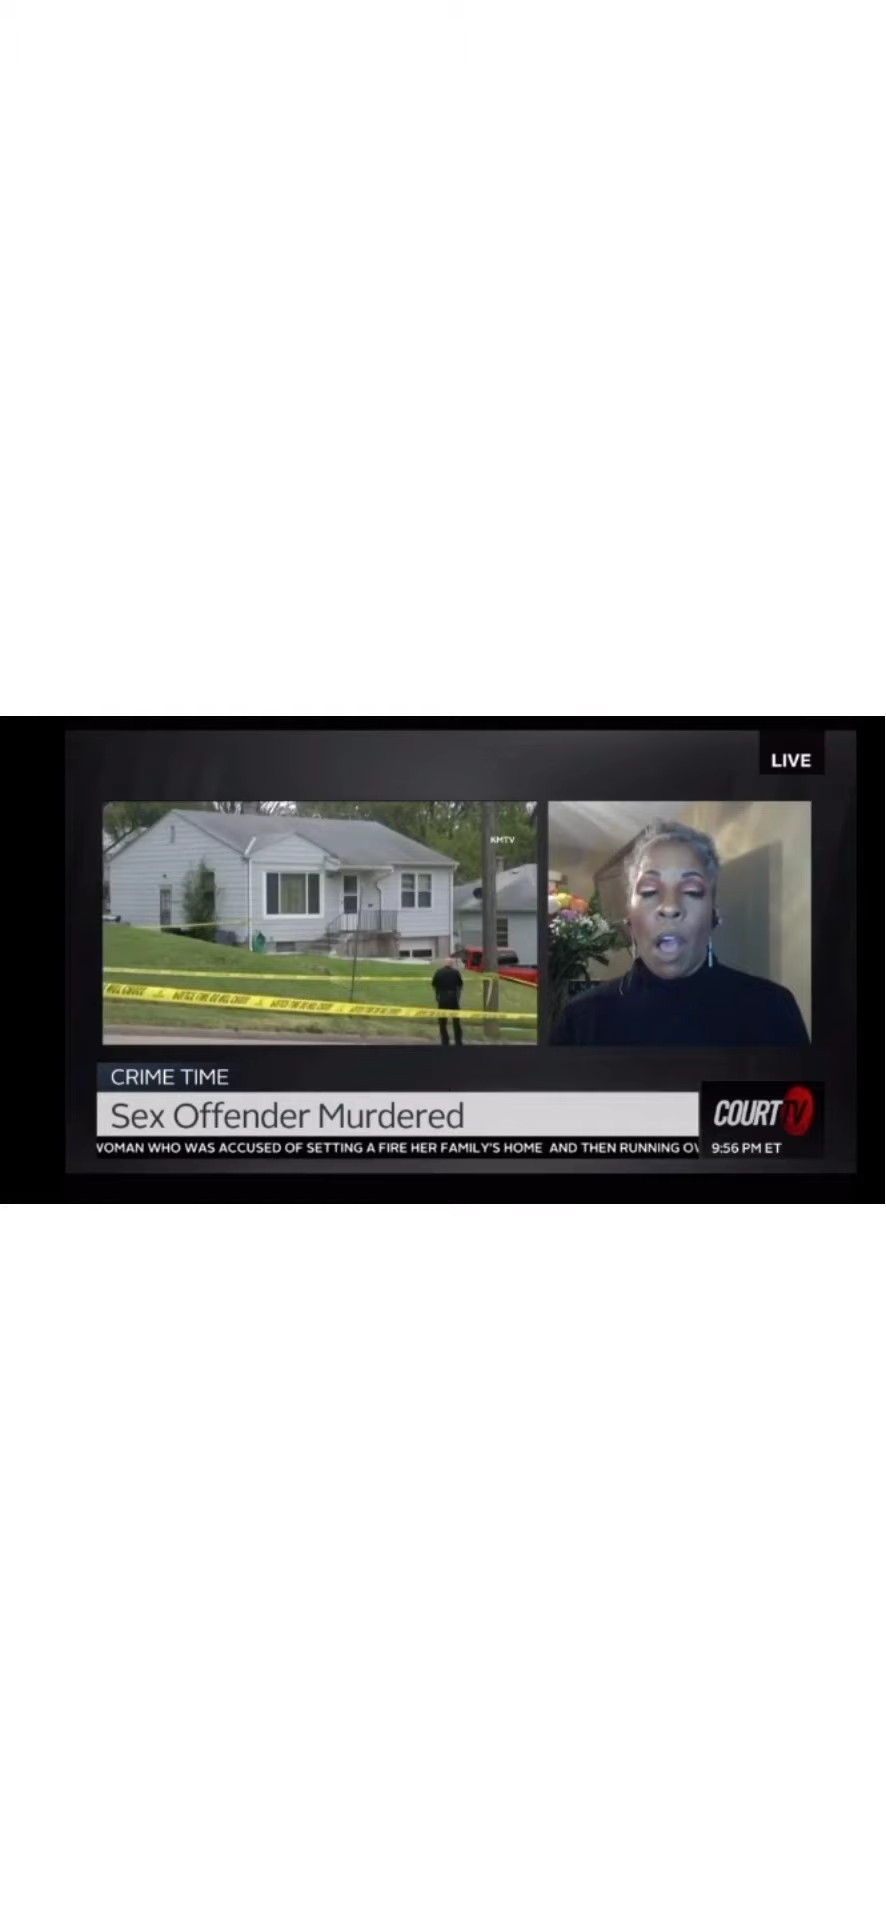 LIVE
KMTV
CRIME TIME
Sex Offender Murdered
COURT TV
WOMAN WHO WAS ACCUSED OF SETTING A FIRE HER FAMILY'S HOME AND THEN RUNNING
9:56 PM ET